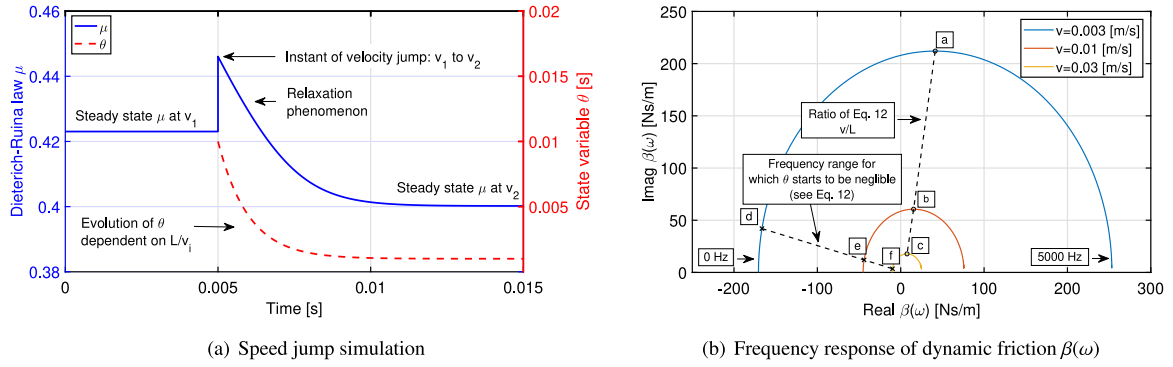 Dieterich-Ruina law μ
0.46
0.44
0.42
0.4
0.38
μ
θ
Instant of velocity jump: v1 to v2
Relaxation
phenomenon
Steady state μ at v1
Steady state μ at v2
Evolution of θ
dependent on L/vi
0
0.005
0.01
0.015
Time [s]
0.02
0.015
0.01
0.005
0
State variable θ [s]
(a) Speed jump simulation
Imag β(ω) [Ns/m]
250
200
150
100
50
0
a
v=0.003 [m/s]
v=0.01 [m/s]
v=0.03 [m/s]
Ratio of Eq. 12
v/L
Frequency range for
which θ starts to be neglible
(see Eq. 12)
b
d
c
e
f
0 Hz
5000 Hz
-200
-100
0
100
200
300
Real β(ω) [Ns/m]
(b) Frequency response of dynamic friction β(ω)